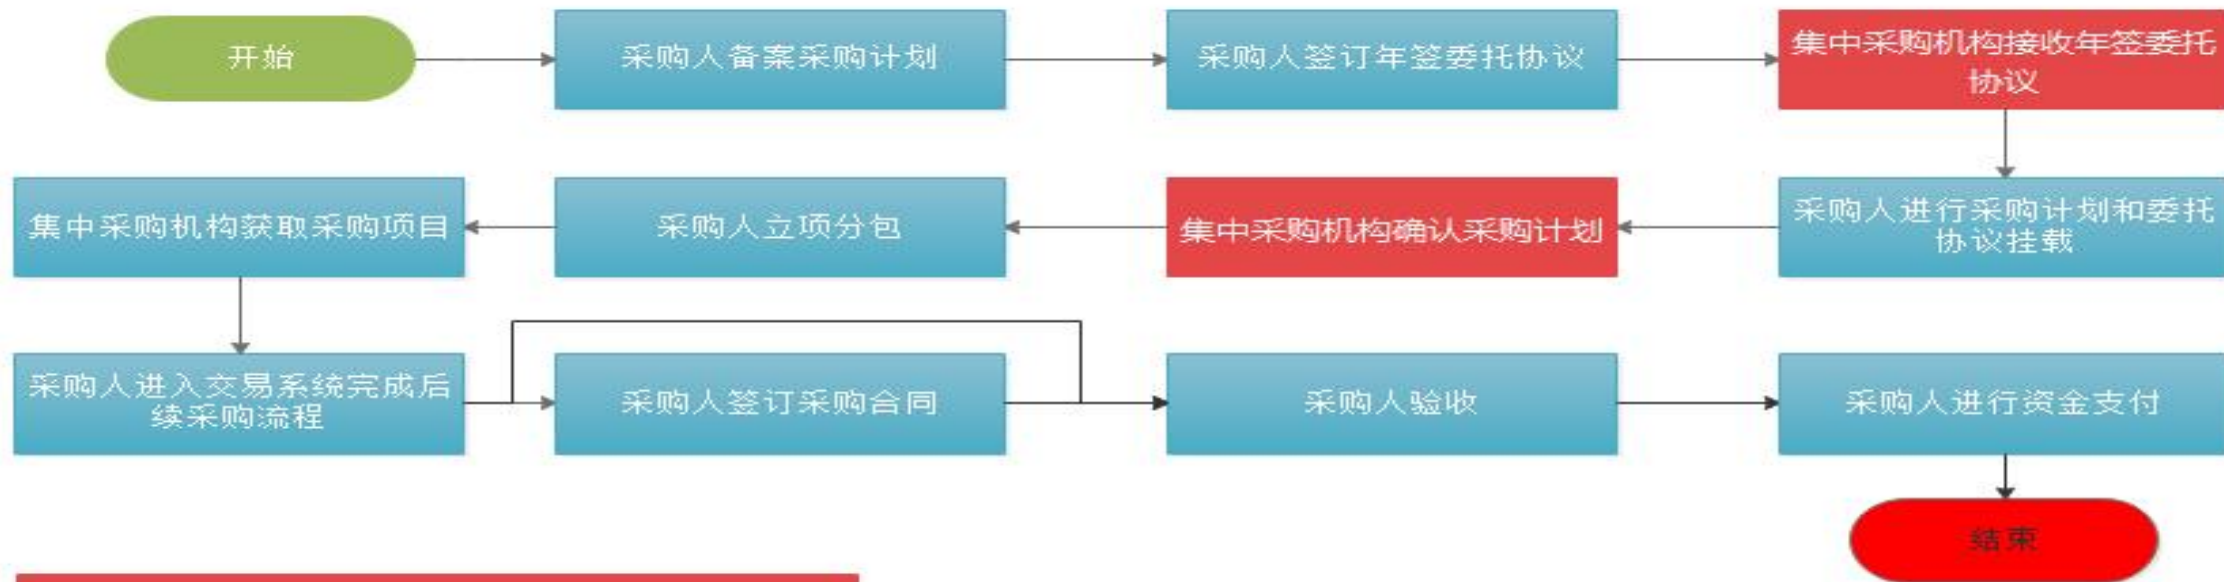 开始
采购人备案采购计划
采购人签订年签委托协议
集中采购机构接收年签委托
协议
集中采购机构获取采购项目
采购人立项分包
集中采购机构确认采购计划
采购人进行采购计划和委托
协议挂载
采购人进入交易系统完成后
续采购流程
采购人签订采购合同
采购人验收
采购人进行资金支付
结束